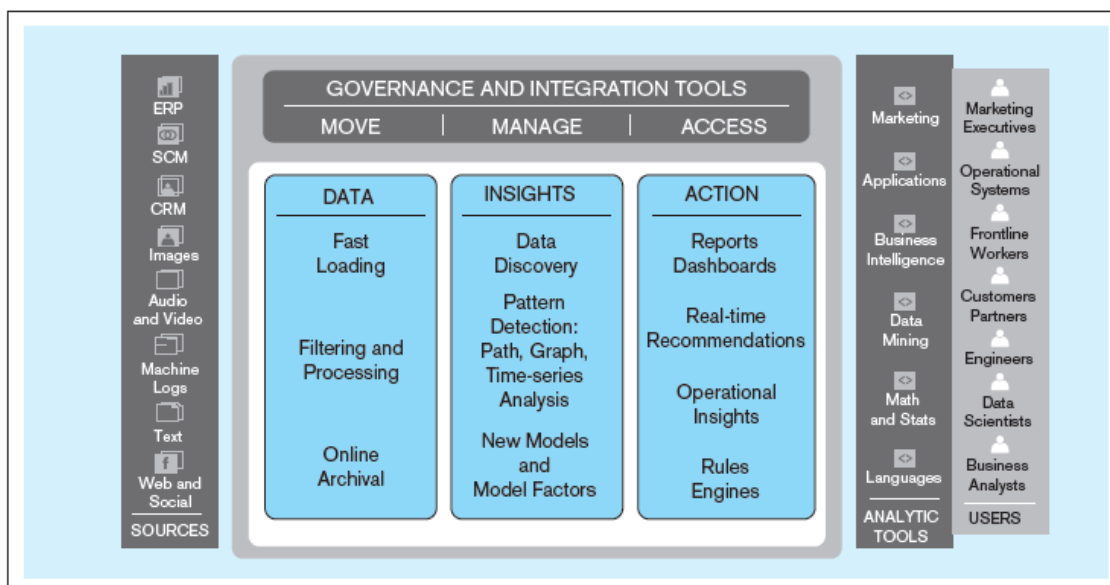 ERP
SCM
CRM
Images
Audio
and Video
Machine
Logs
Text
Web and
Social
SOURCES
GOVERNANCE AND INTEGRATION TOOLS
MOVE | MANAGE | ACCESS
DATA
Fast
Loading
Filtering and
Processing
Online
Archival
INSIGHTS
Data
Discovery
Pattern
Detection:
Path, Graph,
Time-series
Analysis
New Models
and
Model Factors
ACTION
Reports
Dashboards
Real-time
Recommendations
Operational
Insights
Rules
Engines
Marketing
Applications
Business
Intelligence
Data
Mining
Math
and Stats
Languages
ANALYTIC
TOOLS
Marketing
Executives
Operational
Systems
Frontline
Workers
Customers
Partners
Engineers
Data
Scientists
Business
Analysts
USERS